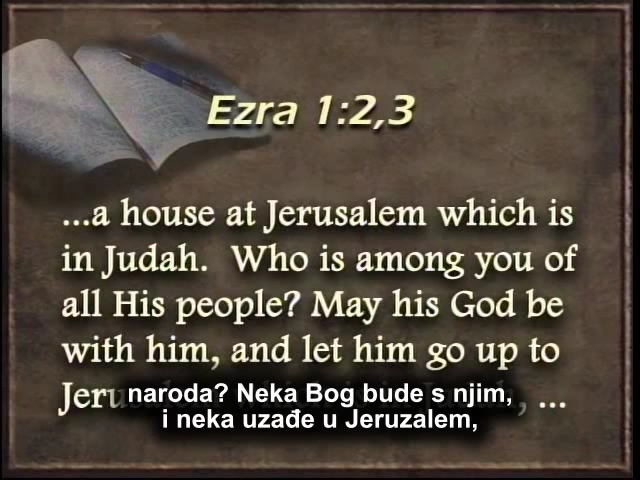 Ezra 1:2,3
...a house at Jerusalem which is
in Judah.  Who is among you of
all His people? May his God be
with him, and let him go up to
Jeru , ...
naroda? Neka Bog bude s njim,
i neka uzađe u Jeruzalem,